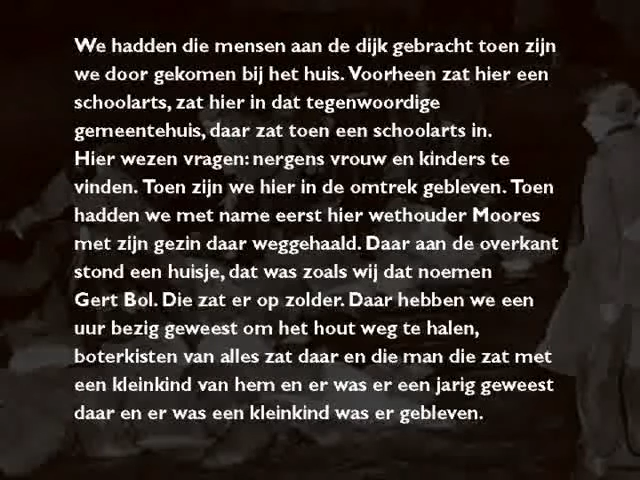 We hadden die mensen aan de dijk gebracht toen zijn
we door gekomen bij het huis. Voorheen zat hier een
schoolarts, zat hier in dat tegenwoordige
gemeentehuis, daar zat toen een schoolarts in.
Hier wezen vragen: nergens vrouw en kinders te
vinden. Toen zijn we hier in de omtrek gebleven. Toen
hadden we met name eerst hier wethouder Moores
met zijn gezin daar weggehaald. Daar aan de overkant
stond een huisje, dat was zoals wij dat noemen
Gert Bol. Die zat er op zolder. Daar hebben we een
uur bezig geweest om het hout weg te halen,
boterkisten van alles zat daar en die man die zat met
een kleinkind van hem en er was er een jarig geweest
daar en er was een kleinkind was er gebleven.